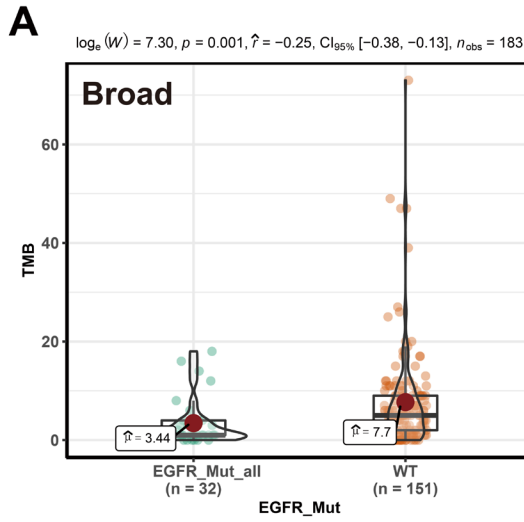 A
logₑ(W) = 7.30, p = 0.001, r̂ = −0.25, CI₉₅% [−0.38, −0.13], nₒbₛ = 183
Broad
60
40
20
0
TMB
μ̂ = 3.44
μ̂ = 7.7
EGFR_Mut_all
(n = 32)
WT
(n = 151)
EGFR_Mut